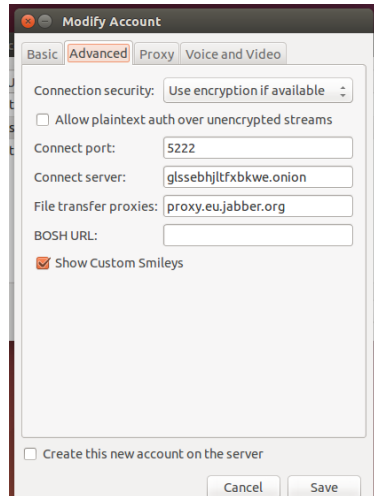 Modify Account
Basic Advanced Proxy Voice and Video
Connection security: Use encryption if available
Allow plaintext auth over unencrypted streams
Connect port: 5222
Connect server: glssebhjltfxbkwe.onion
File transfer proxies: proxy.eu.jabber.org
BOSH URL:
Show Custom Smileys
Create this new account on the server
Cancel Save